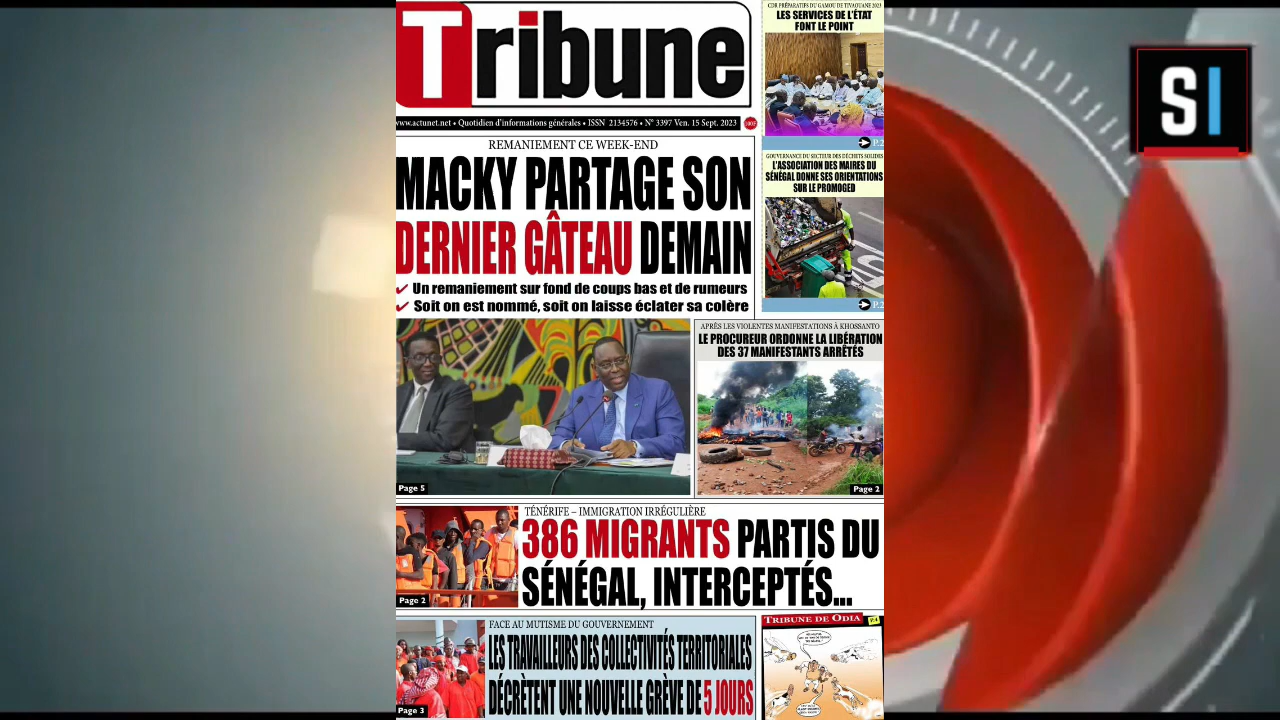 Tribune
www.actunet.net • Quotidien d'informations générales • ISSN 2134576 • N° 3397 Ven. 15 Sept. 2023
100F
REMANIEMENT CE WEEK-END
MACKY PARTAGE SON
DERNIER GÂTEAU DEMAIN
Un remaniement sur fond de coups bas et de rumeurs
Soit on est nommé, soit on laisse éclater sa colère
Page 5
CDR PRÉPARATIFS DU GAMOU DE TIVAOUANE 2023
LES SERVICES DE L'ÉTAT
FONT LE POINT
P.2
GOUVERNANCE DU SECTEUR DES DÉCHETS SOLIDES
L'ASSOCIATION DES MAIRES DU
SÉNÉGAL DONNE SES ORIENTATIONS
SUR LE PROMOGED
P.2
APRÈS LES VIOLENTES MANIFESTATIONS À KHOSSANTO
LE PROCUREUR ORDONNE LA LIBÉRATION
DES 37 MANIFESTANTS ARRÊTÉS
Page 2
TÉNÉRIFE – IMMIGRATION IRRÉGULIÈRE
386 MIGRANTS PARTIS DU
SÉNÉGAL, INTERCEPTÉS...
Page 2
FACE AU MUTISME DU GOUVERNEMENT
LES TRAVAILLEURS DES COLLECTIVITÉS TERRITORIALES
DÉCRÈTENT UNE NOUVELLE GRÈVE DE 5 JOURS
Page 3
TRIBUNE DE ODIA
P.4
SI